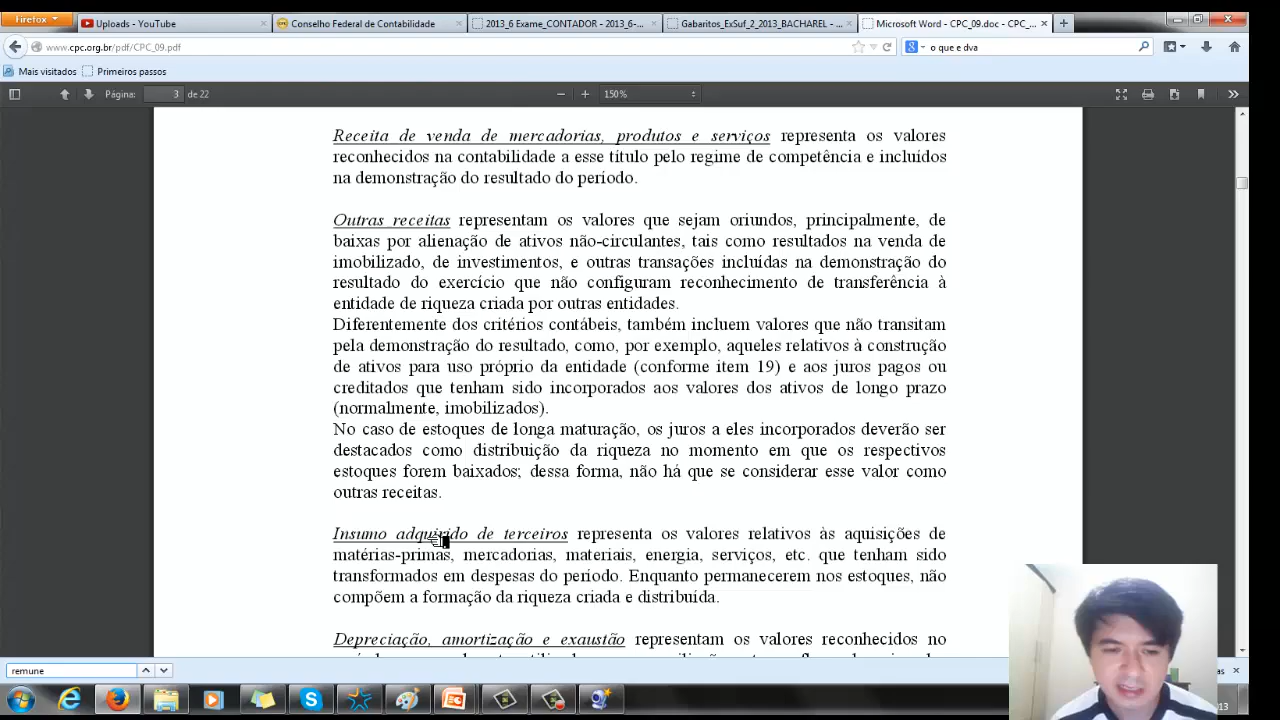 Firefox
Uploads - YouTube
Conselho Federal de Contabilidade
2013_6 Exame_CONTADOR - 2013_6-...
Gabaritos_ExSuf_2_2013_BACHAREL - ...
Microsoft Word - CPC_09.doc - CPC_...
www.cpc.org.br/pdf/CPC_09.pdf
o que e dva
Mais visitados
Primeiros passos
Página:
3
de 22
150%
Receita de venda de mercadorias, produtos e serviços representa os valores
reconhecidos na contabilidade a esse título pelo regime de competência e incluídos
na demonstração do resultado do período.
Outras receitas representam os valores que sejam oriundos, principalmente, de
baixas por alienação de ativos não-circulantes, tais como resultados na venda de
imobilizado, de investimentos, e outras transações incluídas na demonstração do
resultado do exercício que não configuram reconhecimento de transferência à
entidade de riqueza criada por outras entidades.
Diferentemente dos critérios contábeis, também incluem valores que não transitam
pela demonstração do resultado, como, por exemplo, aqueles relativos à construção
de ativos para uso próprio da entidade (conforme item 19) e aos juros pagos ou
creditados que tenham sido incorporados aos valores dos ativos de longo prazo
(normalmente, imobilizados).
No caso de estoques de longa maturação, os juros a eles incorporados deverão ser
destacados como distribuição da riqueza no momento em que os respectivos
estoques forem baixados; dessa forma, não há que se considerar esse valor como
outras receitas.
Insumo adquirido de terceiros representa os valores relativos às aquisições de
matérias-primas, mercadorias, materiais, energia, serviços, etc. que tenham sido
transformados em despesas do período. Enquanto permanecerem nos estoques, não
compõem a formação da riqueza criada e distribuída.
Depreciação, amortização e exaustão representam os valores reconhecidos no
remune